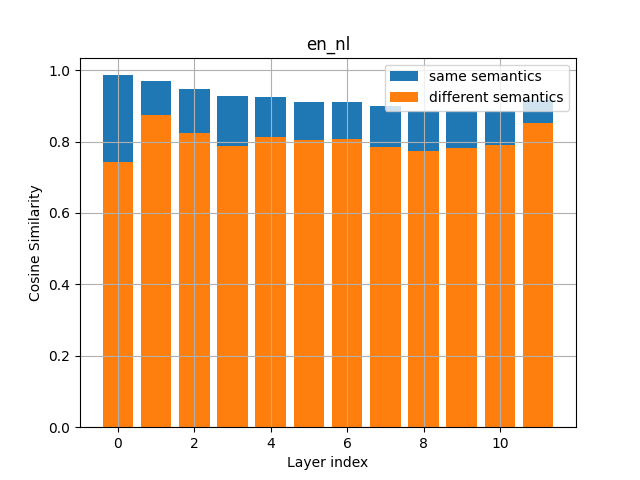 en_nl
same semantics
different semantics
Cosine Similarity
1.0
0.8
0.6
0.4
0.2
0.0
0 2 4 6 8 10
Layer index